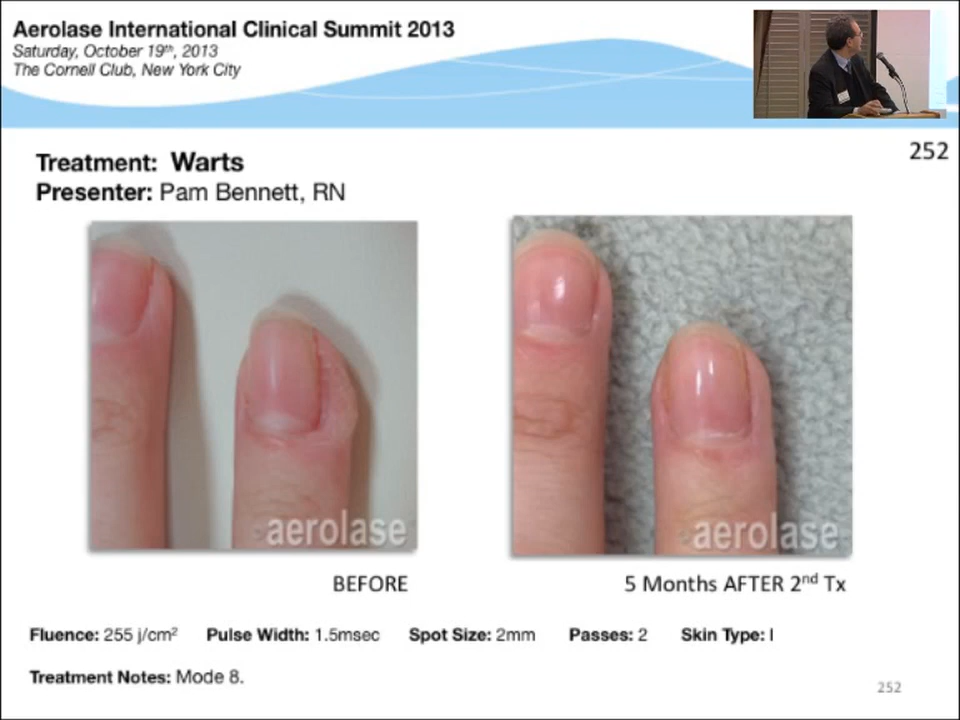 Aerolase International Clinical Summit 2013
Saturday, October 19th, 2013
The Cornell Club, New York City
252
Treatment: Warts
Presenter: Pam Bennett, RN
aerolase
aerolase
BEFORE
5 Months AFTER 2nd Tx
Fluence: 255 j/cm² Pulse Width: 1.5msec Spot Size: 2mm Passes: 2 Skin Type: I
Treatment Notes: Mode 8.
252